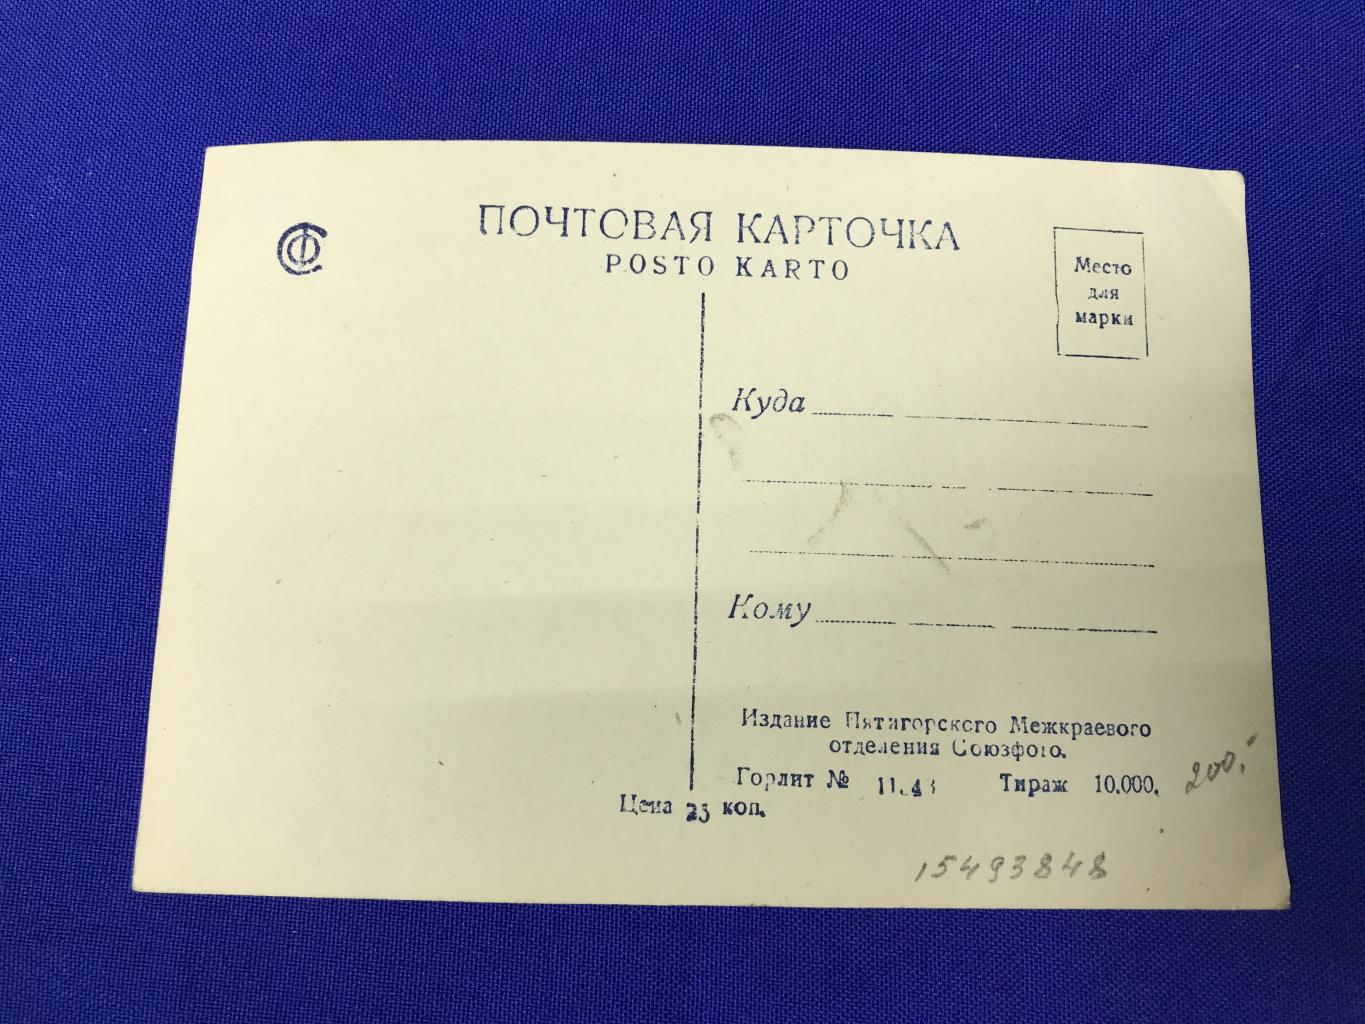 ПОЧТОВАЯ КАРТОЧКА
POSTO KARTO
Место
для
марки
Куда
Кому
Издание Пятигорского Межкраевого
отделения Союзфото.
Горлит № Тираж 10.000.
Цена 25 коп.
200.
15493848